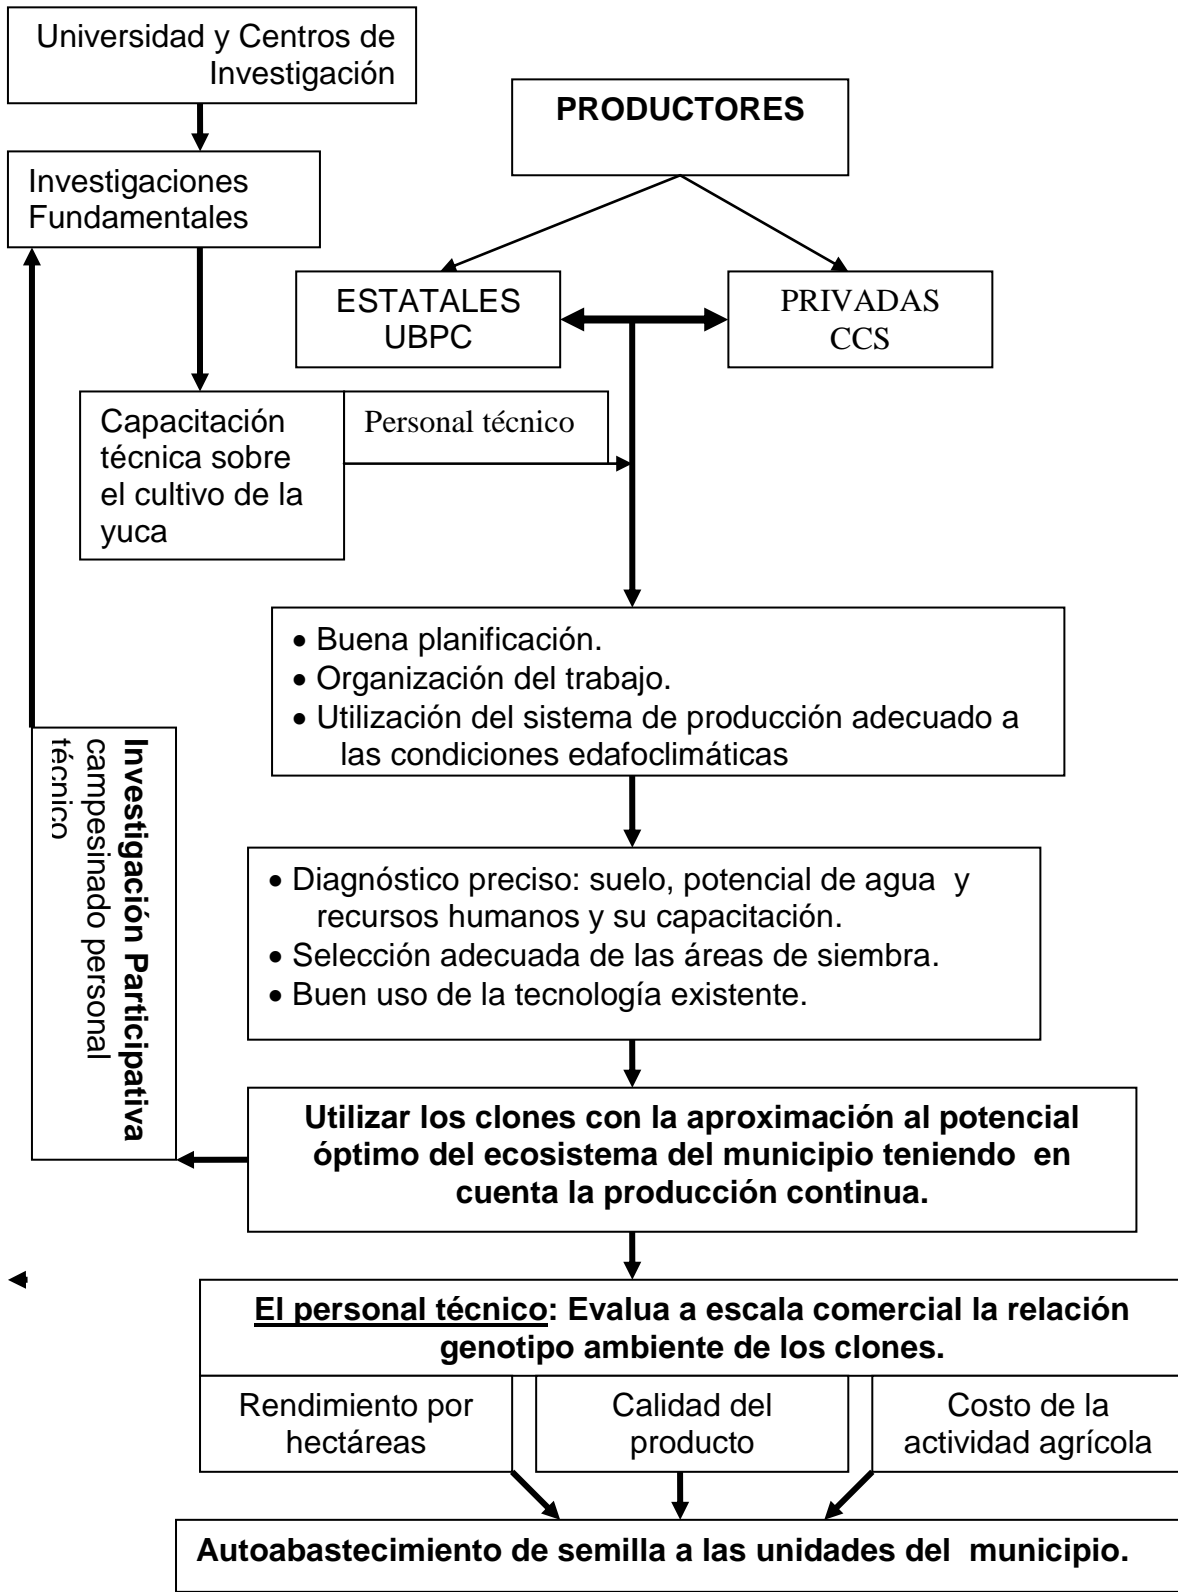 Universidad y Centros de
Investigación
PRODUCTORES
Investigaciones
Fundamentales
ESTATALES
UBPC
PRIVADAS
CCS
Capacitación
técnica sobre
el cultivo de la
yuca
Personal técnico
• Buena planificación.
• Organización del trabajo.
• Utilización del sistema de producción adecuado a
las condiciones edafoclimáticas
Investigación Participativa
campesinado personal
técnico
• Diagnóstico preciso: suelo, potencial de agua y
recursos humanos y su capacitación.
• Selección adecuada de las áreas de siembra.
• Buen uso de la tecnología existente.
Utilizar los clones con la aproximación al potencial
óptimo del ecosistema del municipio teniendo en
cuenta la producción continua.
El personal técnico: Evalua a escala comercial la relación
genotipo ambiente de los clones.
Rendimiento por
hectáreas
Calidad del
producto
Costo de la
actividad agrícola
Autoabastecimiento de semilla a las unidades del municipio.